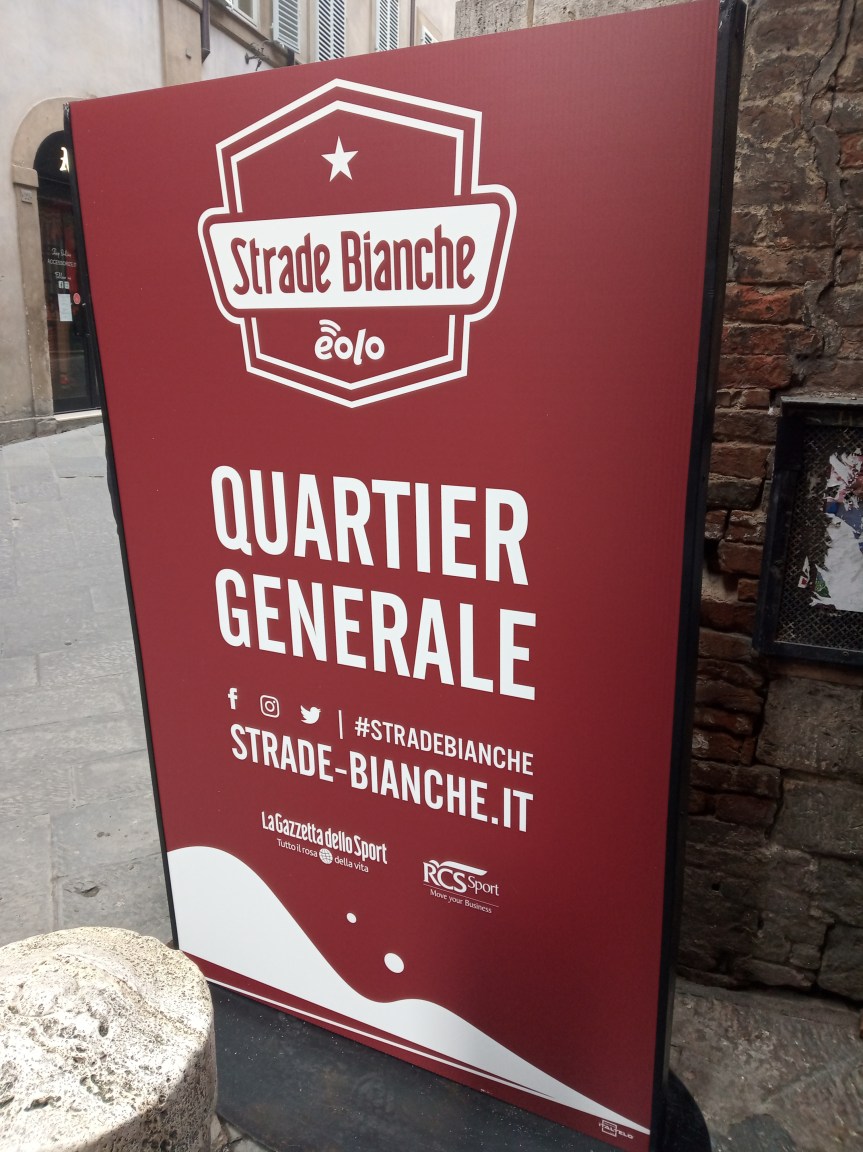 Strade Bianche
eolo
QUARTIER
GENERALE
| #STRADEBIANCHE
STRADE-BIANCHE.IT
La Gazzetta dello Sport
Tutto il rosa della vita
RCS Sport
Move your Business